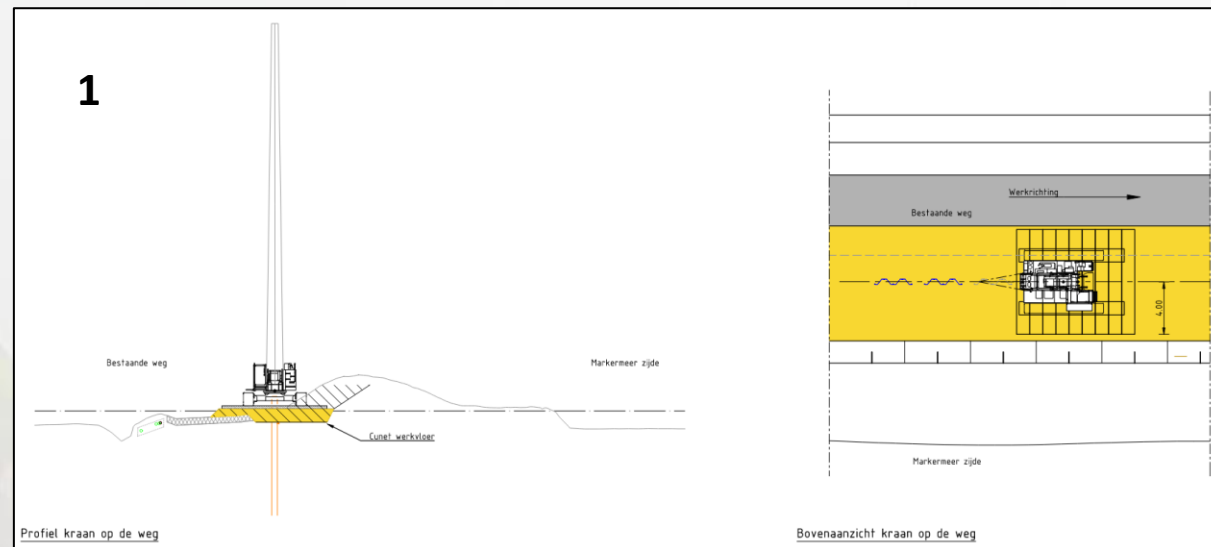 1
Bestaande weg
Markermeer zijde
Cunet werkvloer
Profiel kraan op de weg
Werkrichting
Bestaande weg
4.00
Markermeer zijde
Bovenaanzicht kraan op de weg